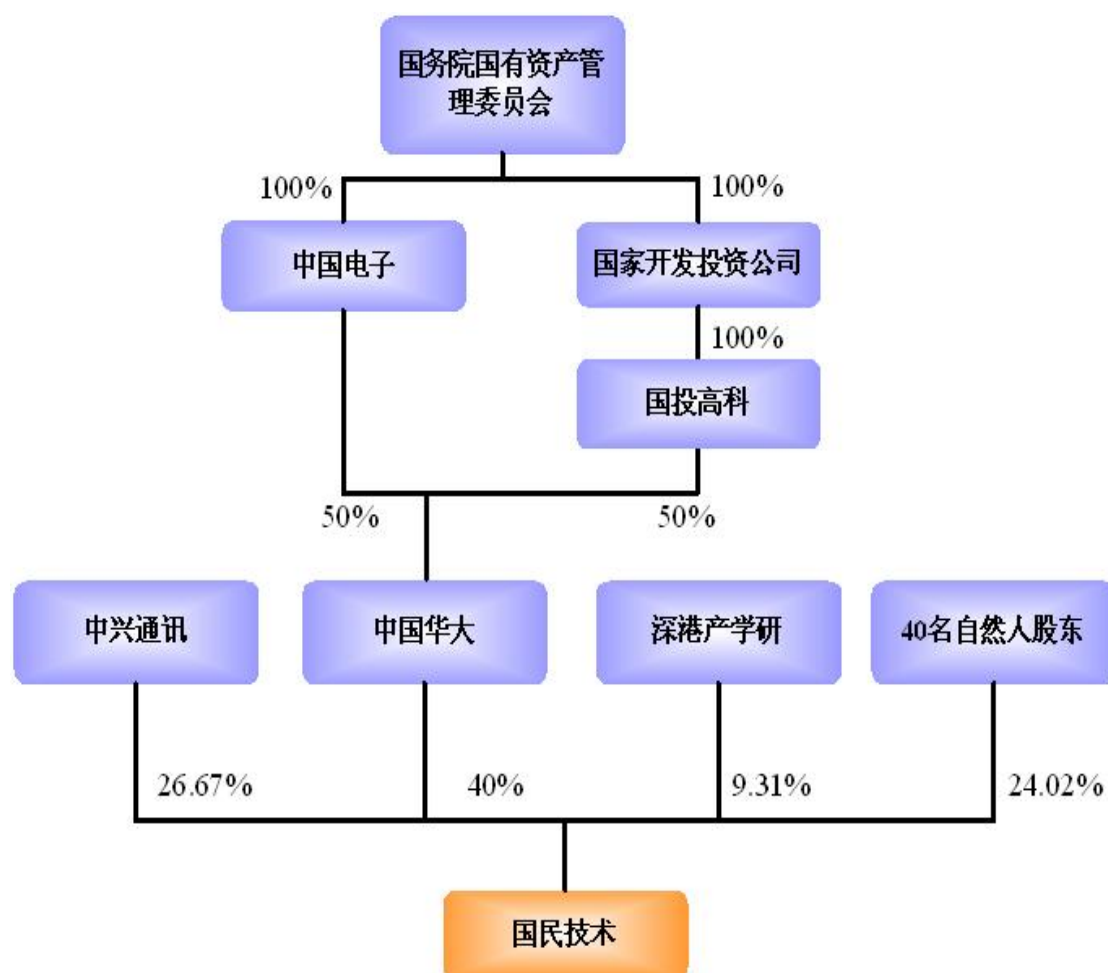 国务院国有资产管
理委员会
100%
100%
中国电子
国家开发投资公司
100%
国投高科
50%
50%
中兴通讯
中国华大
深港产学研
40名自然人股东
26.67%
40%
9.31%
24.02%
国民技术